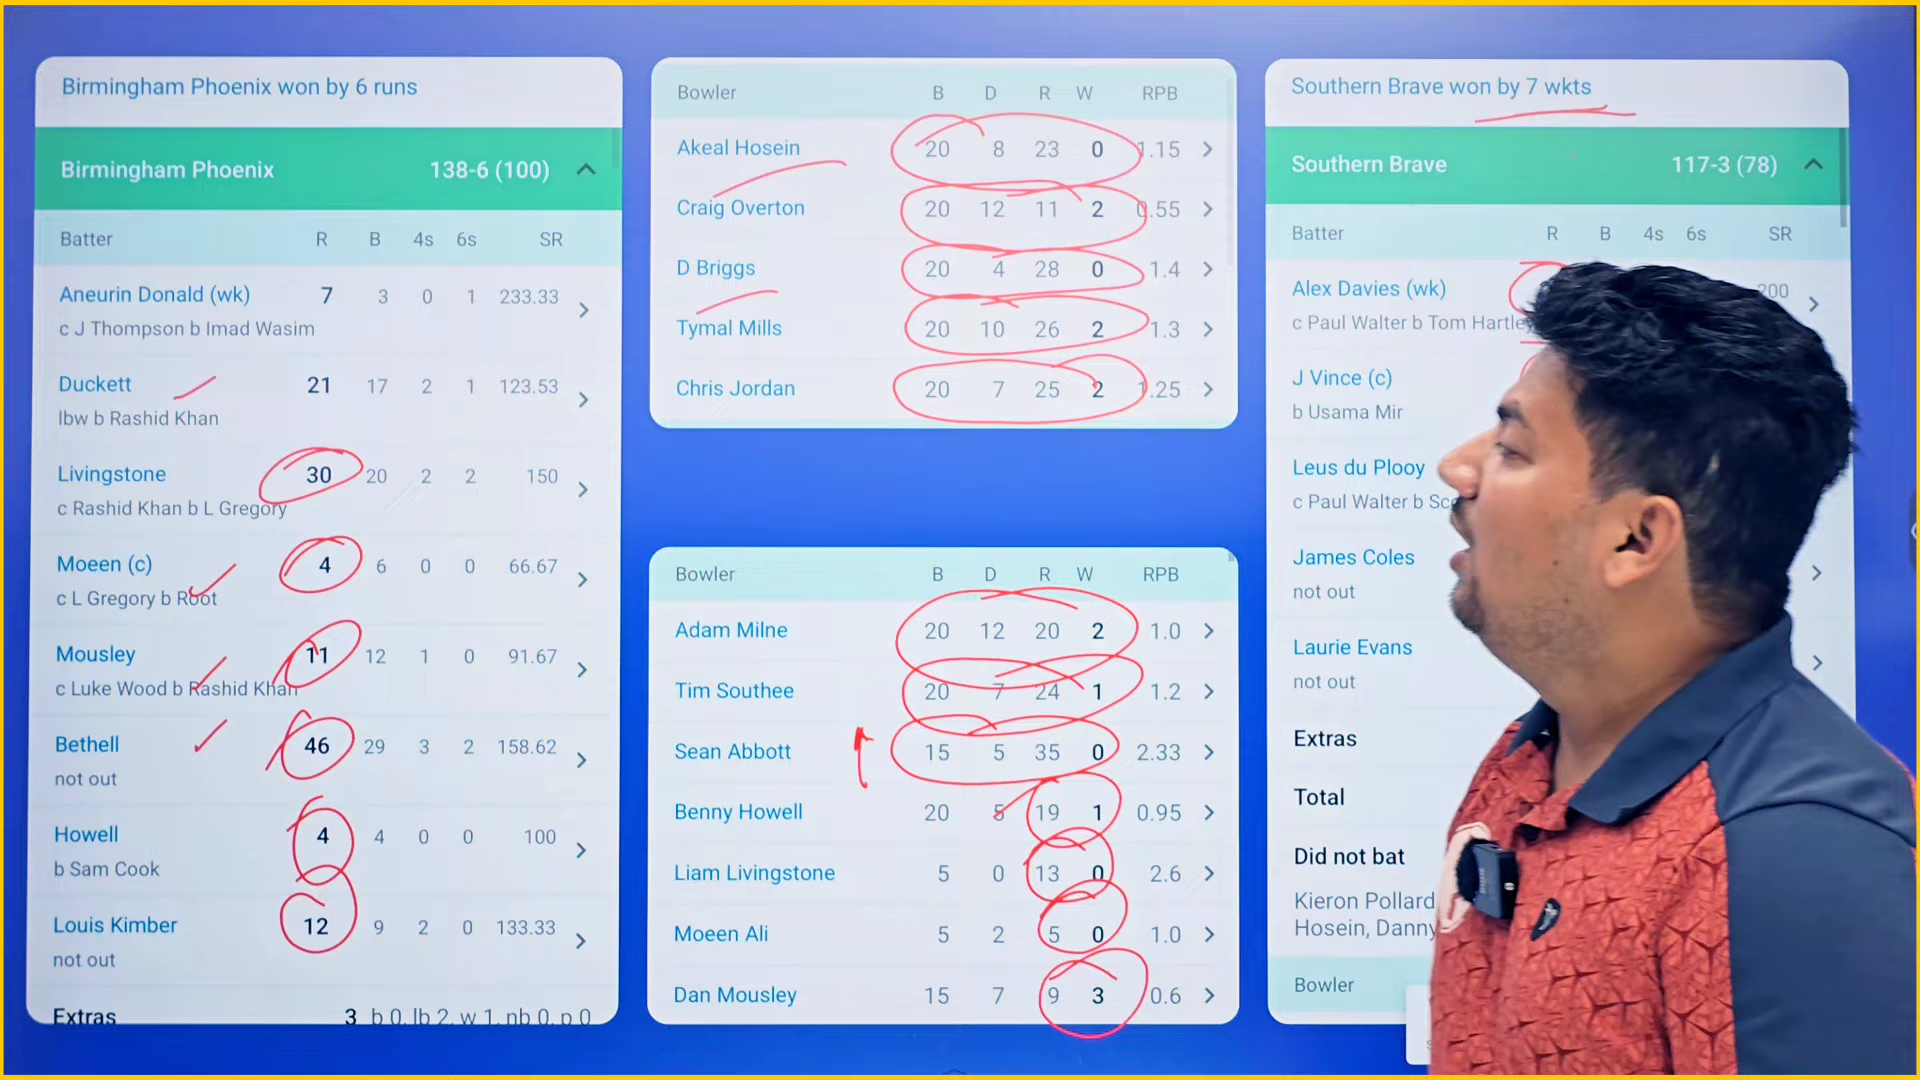 Birmingham Phoenix won by 6 runs
Birmingham Phoenix 138-6 (100)
Batter R B 4s 6s SR
Aneurin Donald (wk) 7 3 0 1 233.33
c J Thompson b Imad Wasim
Duckett 21 17 2 1 123.53
lbw b Rashid Khan
Livingstone 30 20 2 2 150
c Rashid Khan b L Gregory
Moeen (c) 4 6 0 0 66.67
c L Gregory b Root
Mousley 11 12 1 0 91.67
c Luke Wood b Rashid Khan
Bethell 46 29 3 2 158.62
not out
Howell 4 4 0 0 100
b Sam Cook
Louis Kimber 12 9 2 0 133.33
not out
Extras 3 b 0, lb 2, w 1, nb 0, p 0
Bowler B D R W RPB
Akeal Hosein 20 8 23 0 1.15
Craig Overton 20 12 11 2 0.55
D Briggs 20 4 28 0 1.4
Tymal Mills 20 10 26 2 1.3
Chris Jordan 20 7 25 2 1.25
Bowler B D R W RPB
Adam Milne 20 12 20 2 1.0
Tim Southee 20 7 24 1 1.2
Sean Abbott 15 5 35 0 2.33
Benny Howell 20 5 19 1 0.95
Liam Livingstone 5 0 13 0 2.6
Moeen Ali 5 2 5 0 1.0
Dan Mousley 15 7 9 3 0.6
Southern Brave won by 7 wkts
Southern Brave 117-3 (78)
Batter R B 4s 6s SR
Alex Davies (wk) 200
c Paul Walter b Tom Hartley
J Vince (c)
b Usama Mir
Leus du Plooy
c Paul Walter b
James Coles
not out
Laurie Evans
not out
Extras
Total
Did not bat
Kieron Pollard
Hosein, Danny
Bowler